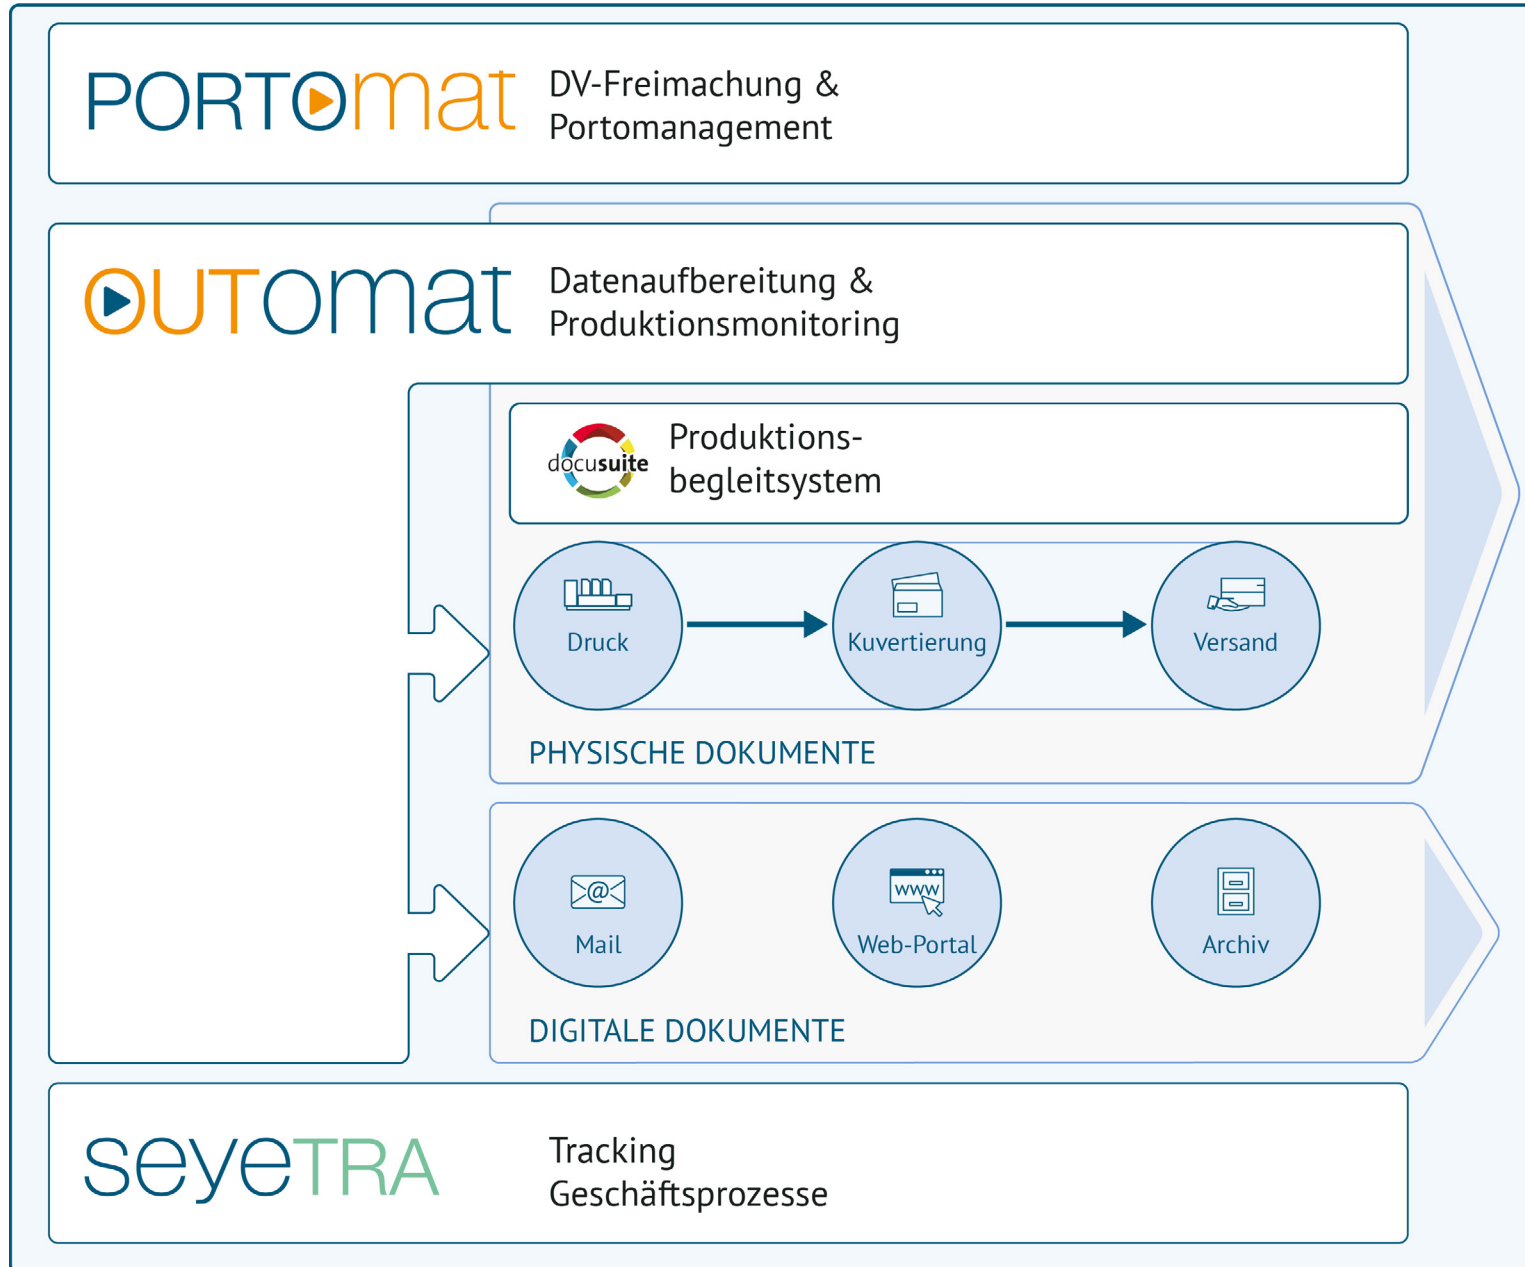 PORTOmat
DV-Freimachung &
Portomanagement
OUTomat
Datenaufbereitung &
Produktionsmonitoring
docusuite
Produktions-
begleitsystem
Druck
Kuvertierung
Versand
PHYSISCHE DOKUMENTE
@
Mail
www
Web-Portal
Archiv
DIGITALE DOKUMENTE
seyeTRA
Tracking
Geschäftsprozesse